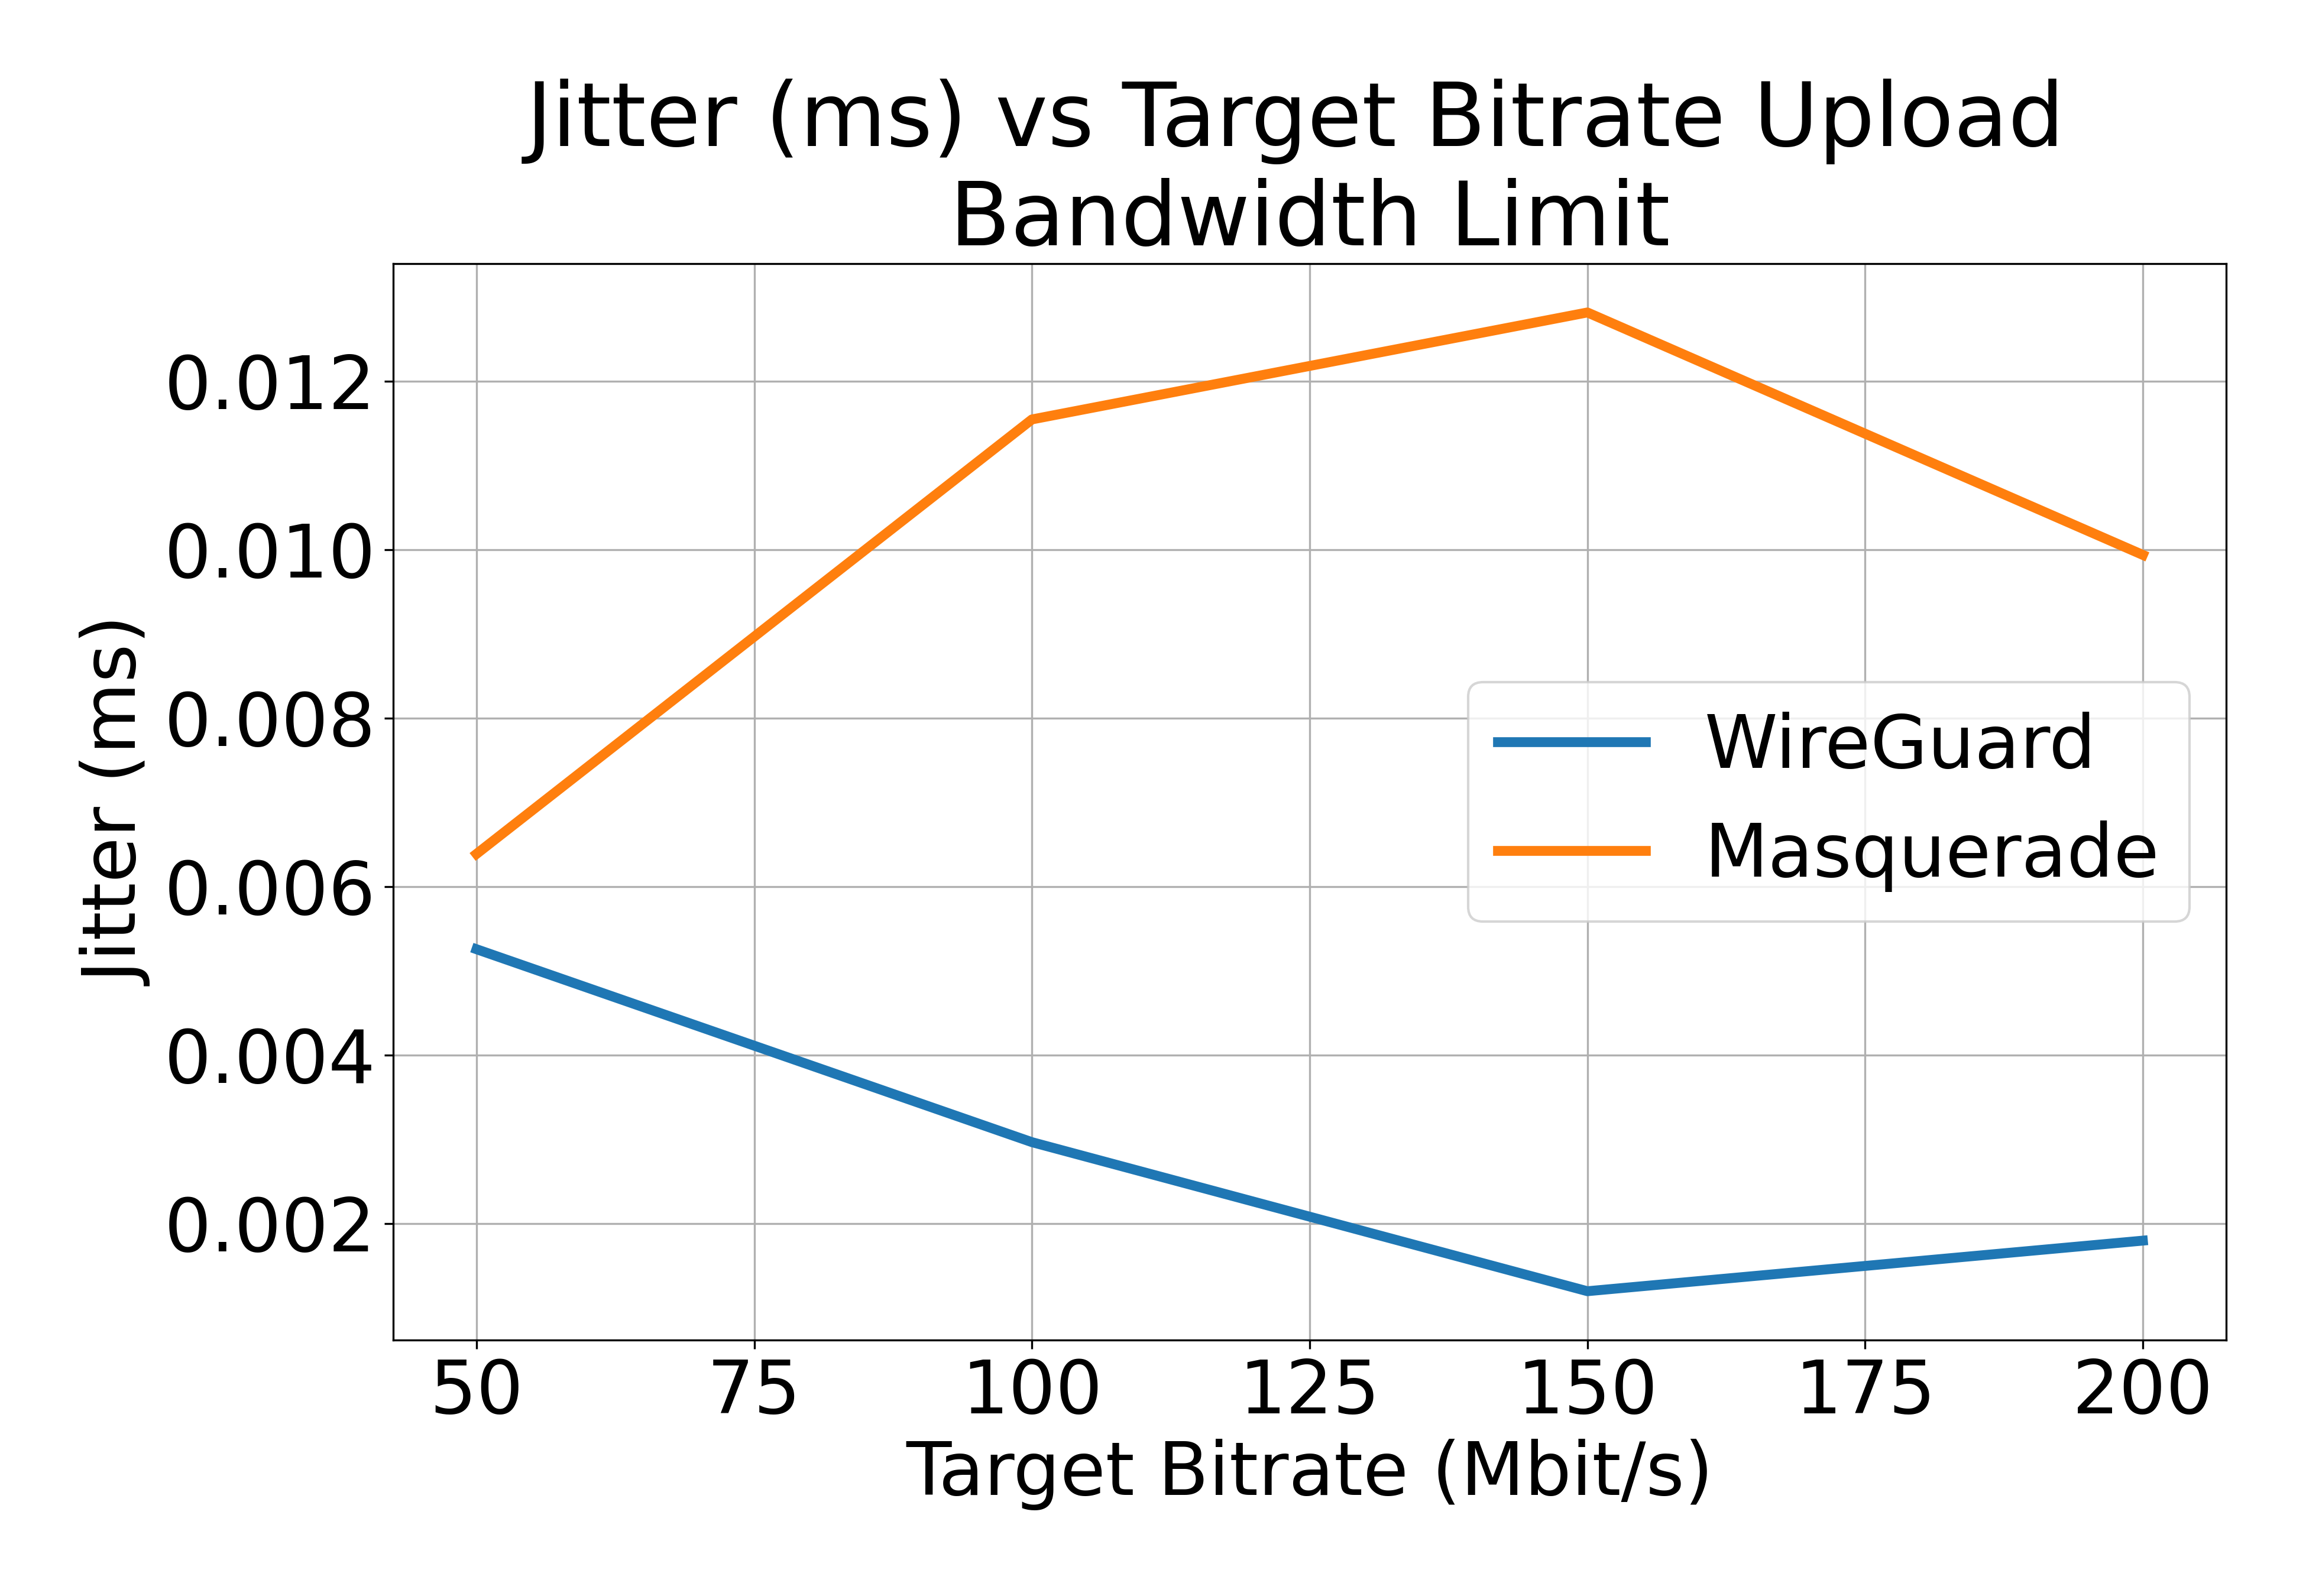 Jitter (ms) vs Target Bitrate Upload
Bandwidth Limit
Jitter (ms)
0.012
0.010
0.008
0.006
0.004
0.002
WireGuard
Masquerade
50 75 100 125 150 175 200
Target Bitrate (Mbit/s)